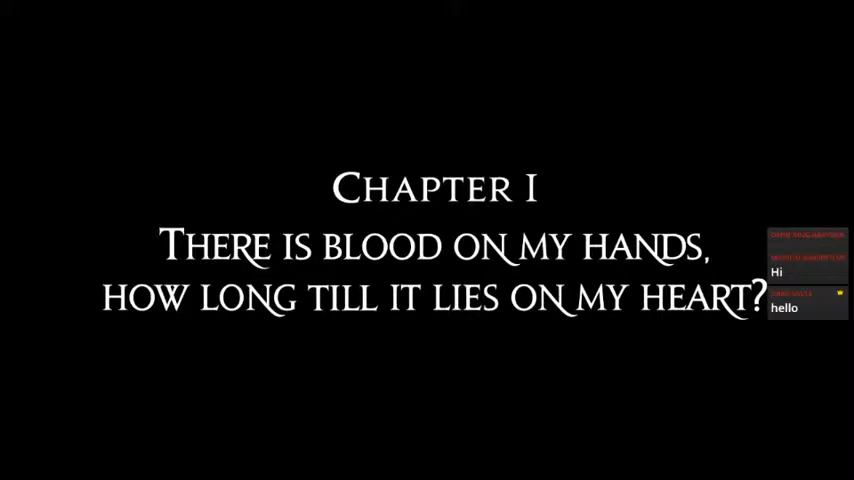 CHAPTER I
THERE IS BLOOD ON MY HANDS,
HOW LONG TILL IT LIES ON MY HEART?
Hi
hello